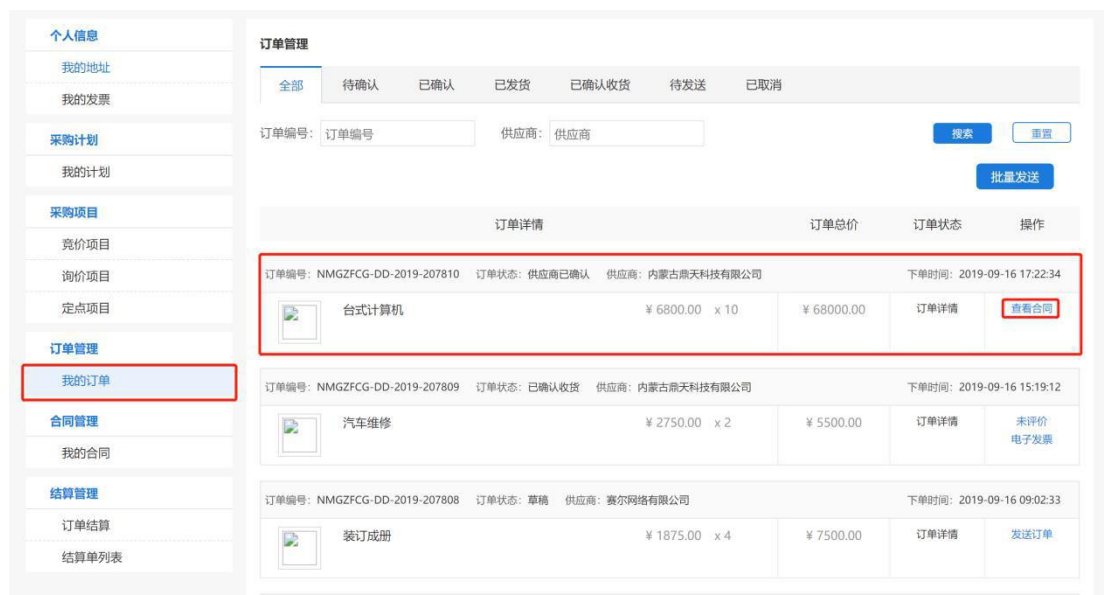 个人信息
我的地址
我的发票
采购计划
我的计划
采购项目
竞价项目
询价项目
定点项目
订单管理
我的订单
合同管理
我的合同
结算管理
订单结算
结算单列表
订单管理
全部 待确认 已确认 已发货 已确认收货 待发送 已取消
订单编号: 订单编号 供应商: 供应商 搜索 重置
批量发送
订单详情 订单总价 订单状态 操作
订单编号: NMGZFCG-DD-2019-207810 订单状态: 供应商已确认 供应商: 内蒙古鼎天科技有限公司 下单时间: 2019-09-16 17:22:34
台式计算机 ¥ 6800.00 x 10 ¥ 68000.00 订单详情 查看合同
订单编号: NMGZFCG-DD-2019-207809 订单状态: 已确认收货 供应商: 内蒙古鼎天科技有限公司 下单时间: 2019-09-16 15:19:12
汽车维修 ¥ 2750.00 x 2 ¥ 5500.00 订单详情 未评价
电子发票
订单编号: NMGZFCG-DD-2019-207808 订单状态: 草稿 供应商: 赛尔网络有限公司 下单时间: 2019-09-16 09:02:33
装订成册 ¥ 1875.00 x 4 ¥ 7500.00 订单详情 发送订单